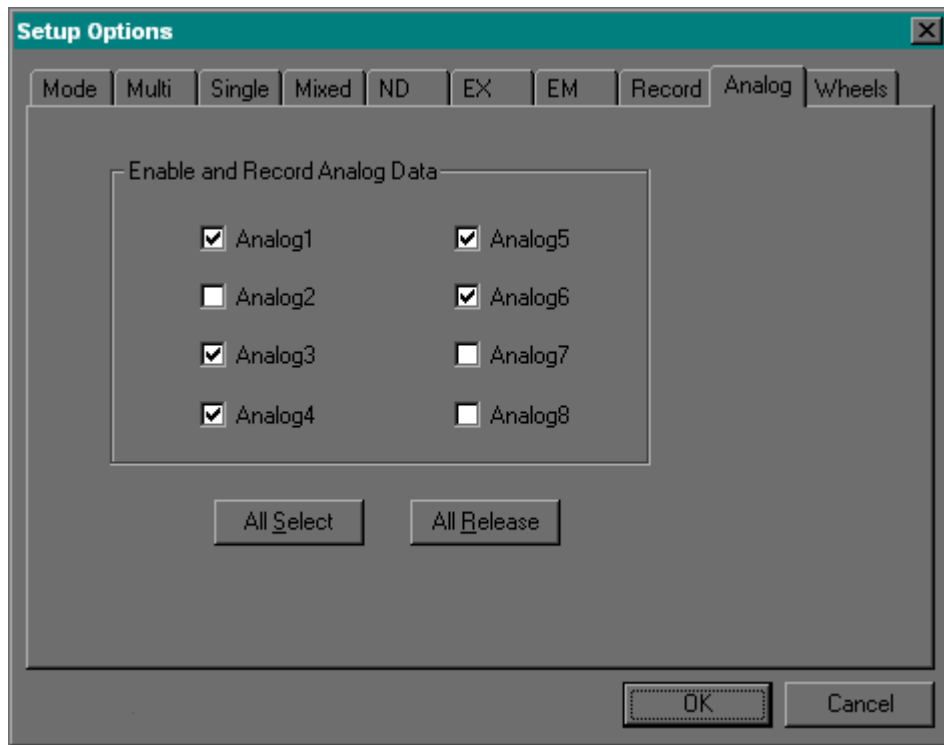 Setup Options
Mode Multi Single Mixed ND EX EM Record Analog Wheels
Enable and Record Analog Data
Analog1 Analog5
Analog2 Analog6
Analog3 Analog7
Analog4 Analog8
All Select All Release
OK Cancel